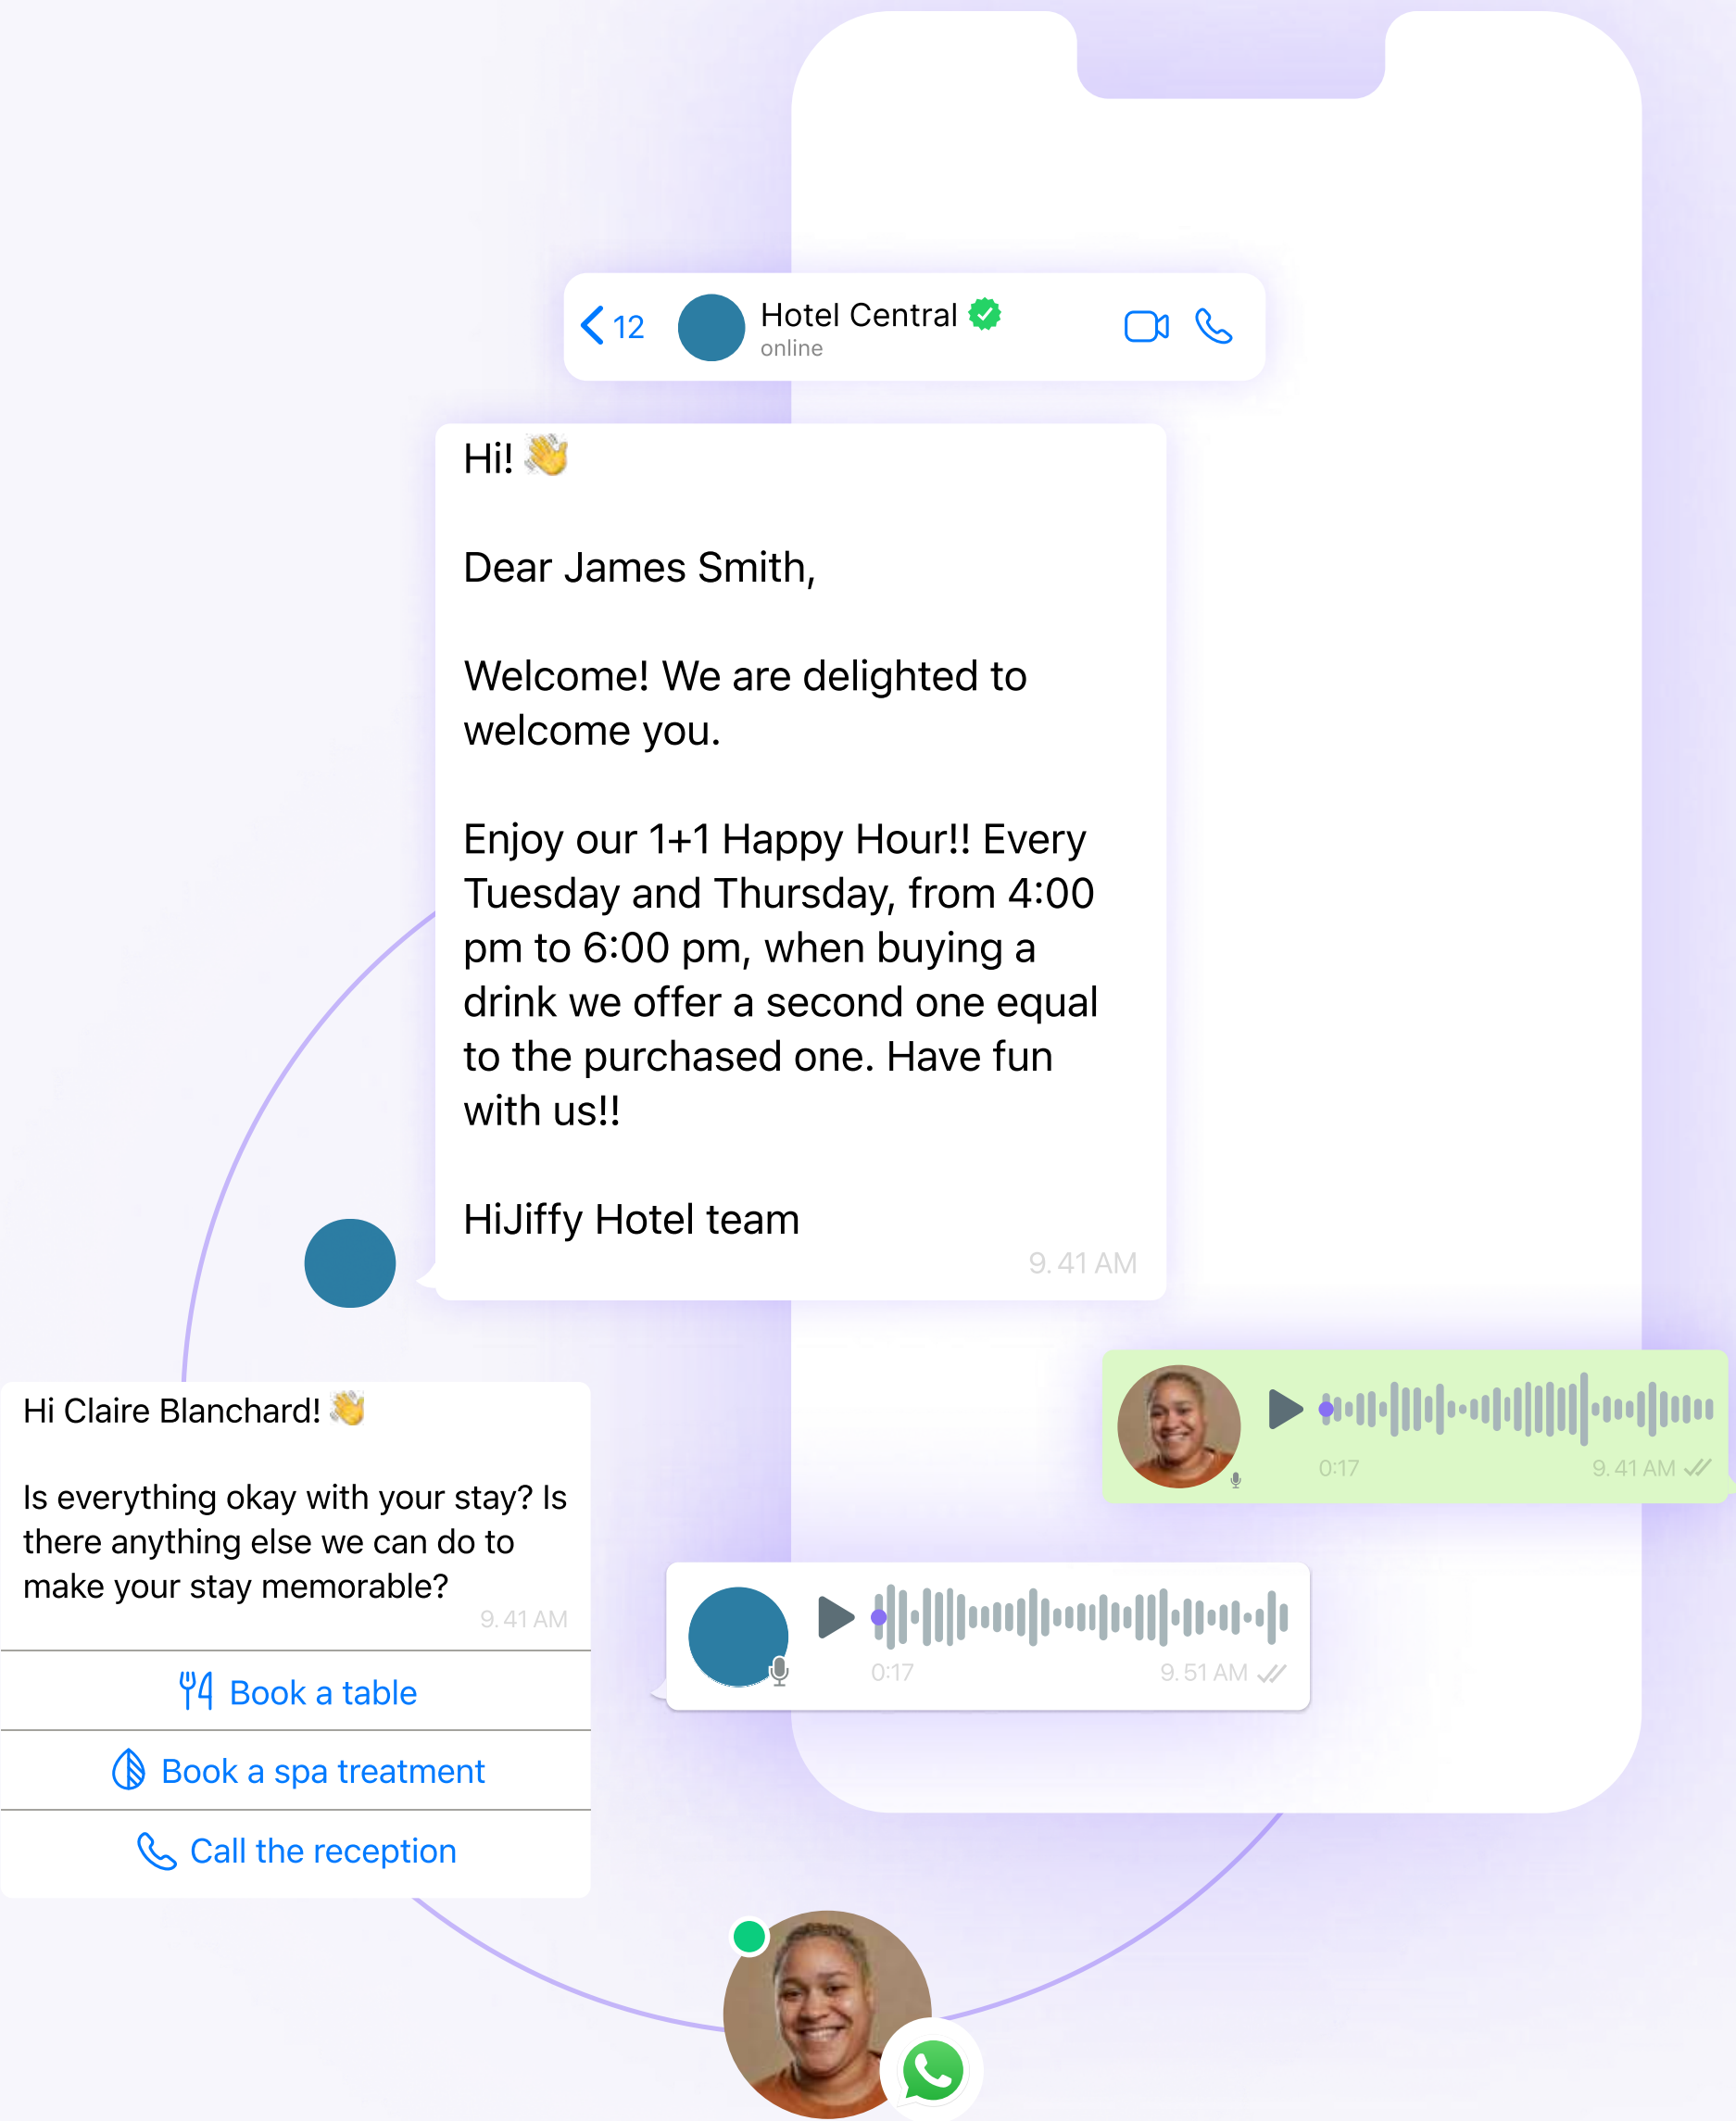 12
Hotel Central
online
Hi! 👋
Dear James Smith,
Welcome! We are delighted to
welcome you.
Enjoy our 1+1 Happy Hour!! Every
Tuesday and Thursday, from 4:00
pm to 6:00 pm, when buying a
drink we offer a second one equal
to the purchased one. Have fun
with us!!
HiJiffy Hotel team
9.41 AM
0:17
9.41 AM
Hi Claire Blanchard! 👋
Is everything okay with your stay? Is
there anything else we can do to
make your stay memorable?
9.41 AM
Book a table
Book a spa treatment
Call the reception
0:17
9.51 AM